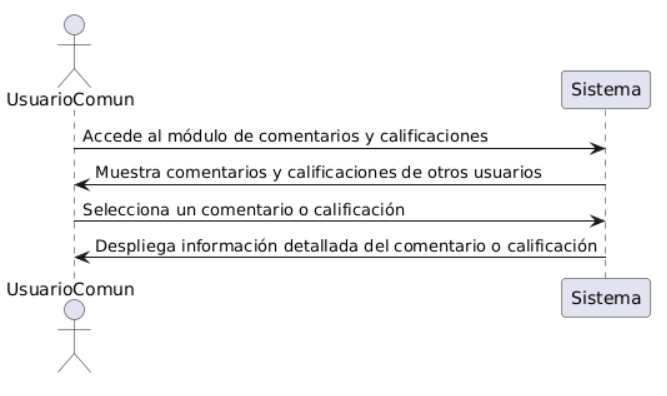 UsuarioComun
Sistema
Accede al módulo de comentarios y calificaciones
Muestra comentarios y calificaciones de otros usuarios
Selecciona un comentario o calificación
Despliega información detallada del comentario o calificación
UsuarioComun
Sistema